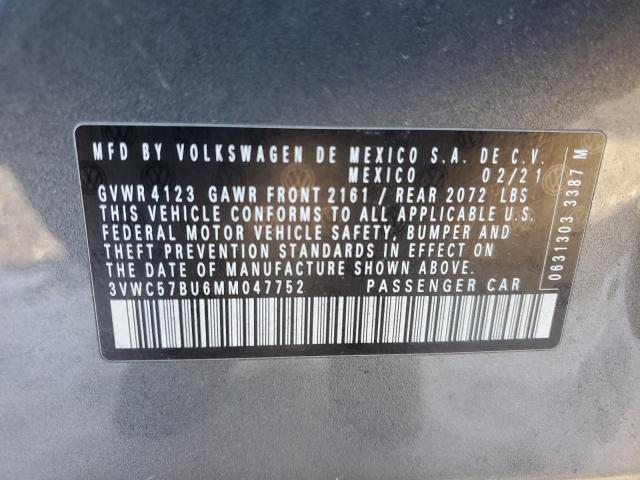 MFD BY VOLKSWAGEN DE MEXICO S.A. DE C.V.
MEXICO 02/21
GVWR 4123 GAWR FRONT 2161 / REAR 2072 LBS
THIS VEHICLE CONFORMS TO ALL APPLICABLE U.S.
FEDERAL MOTOR VEHICLE SAFETY, BUMPER AND
THEFT PREVENTION STANDARDS IN EFFECT ON
THE DATE OF MANUFACTURE SHOWN ABOVE.
3VWC57BU6MM047752 PASSENGER CAR
0631303 3387 M